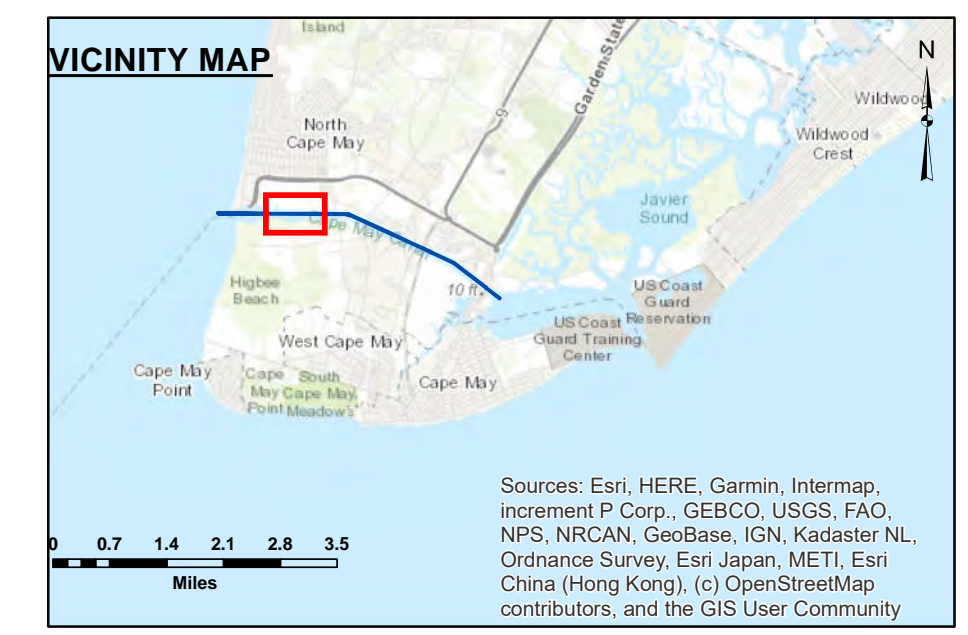 Island
VICINITY MAP
N
Garden State
Wildwood
9
North
Cape May
Wildwood
Crest
Javier
Sound
Cape May Canal
Higbee
Beach
10 ft.
US Coast
Guard
Reservation
US Coast
Guard Training
Center
West Cape May
Cape May
Point
Cape
May
Point
South
Cape May
Meadows
Cape May
Sources: Esri, HERE, Garmin, Intermap,
increment P Corp., GEBCO, USGS, FAO,
NPS, NRCAN, GeoBase, IGN, Kadaster NL,
Ordnance Survey, Esri Japan, METI, Esri
China (Hong Kong), (c) OpenStreetMap
contributors, and the GIS User Community
0 0.7 1.4 2.1 2.8 3.5
Miles